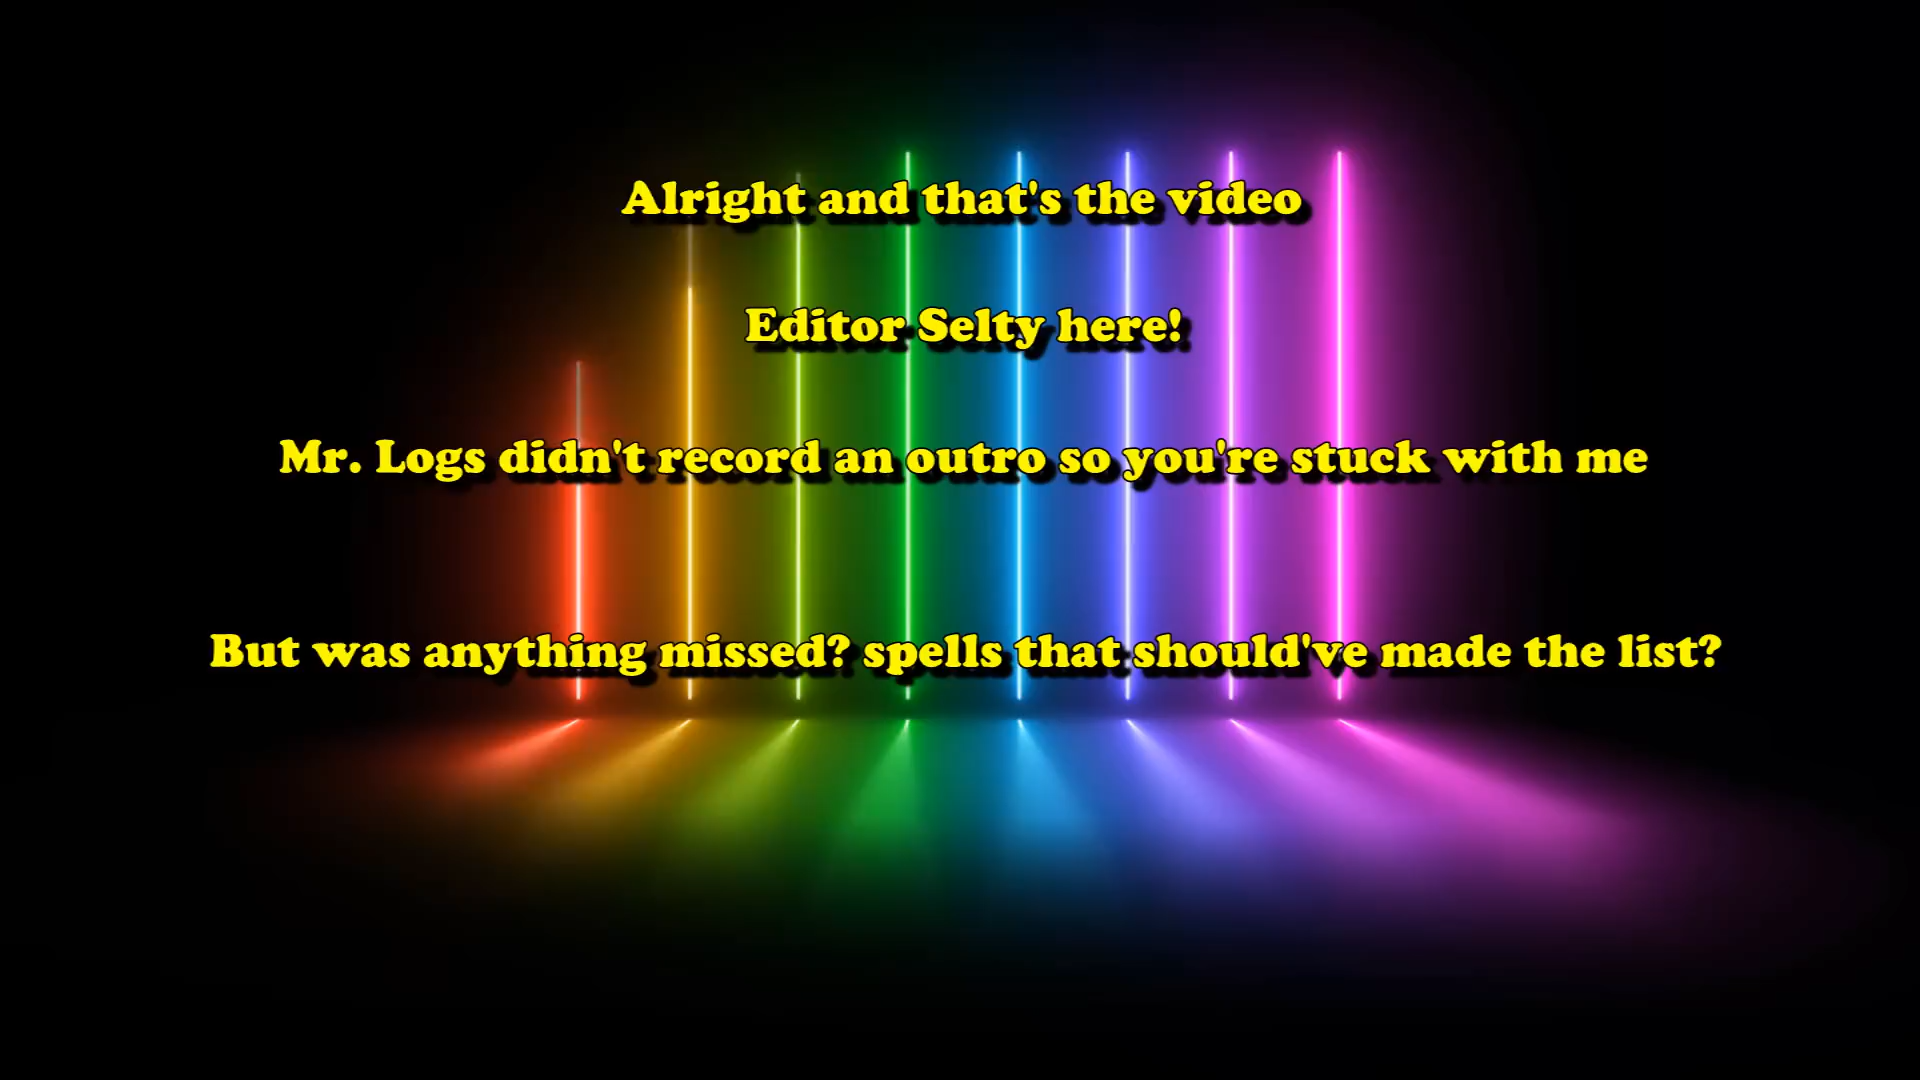 Alright and that's the video
Editor Selty here!
Mr. Logs didn't record an outro so you're stuck with me
But was anything missed? spells that should've made the list?